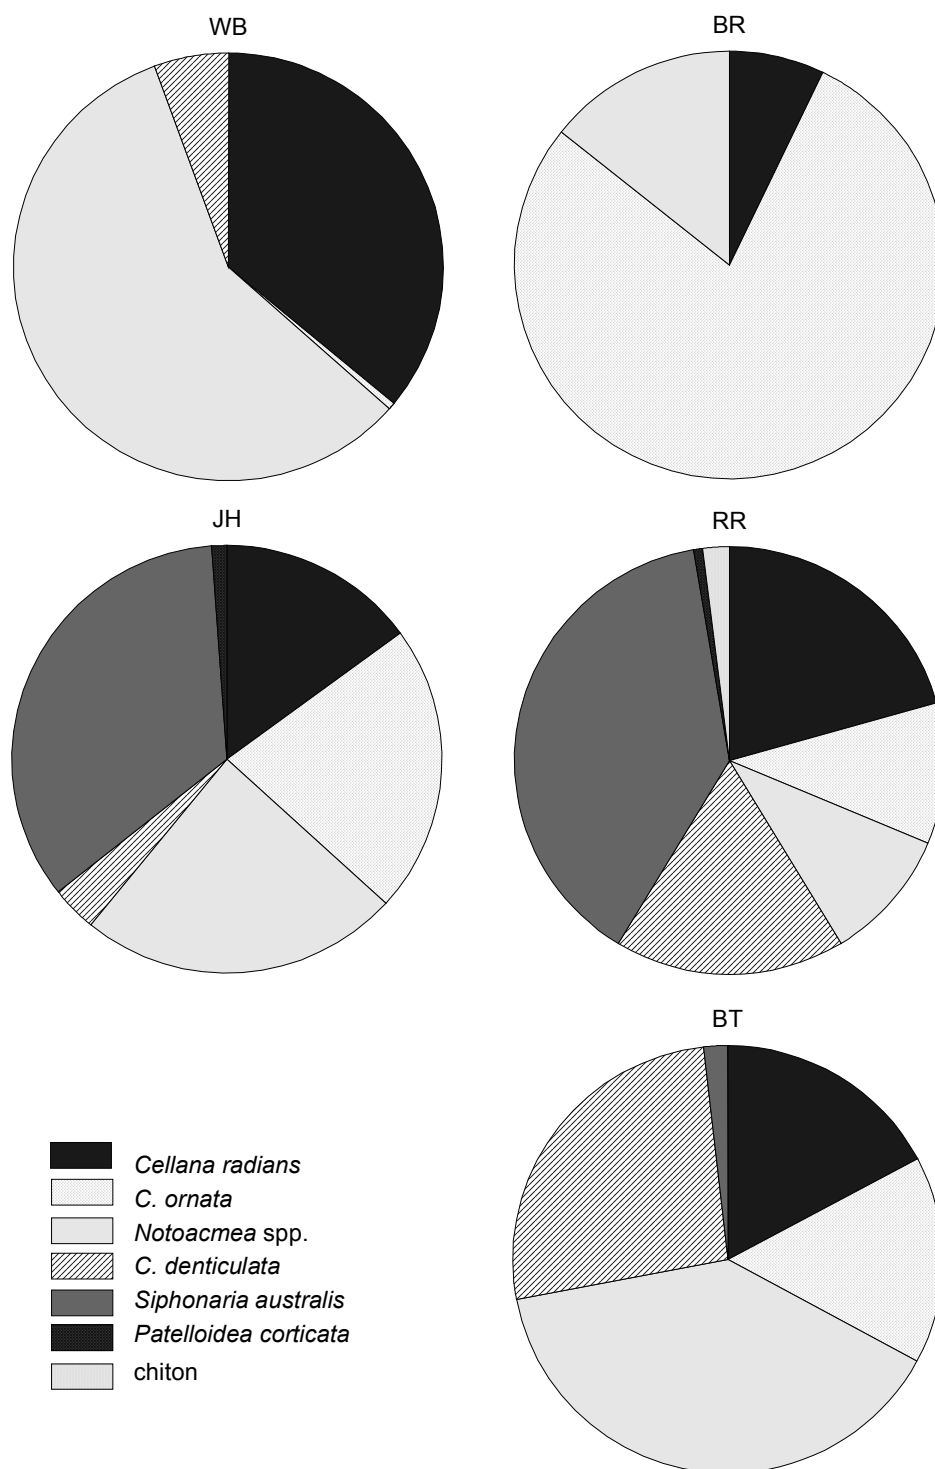 WB
BR
JH
RR
BT
Cellana radians
C. ornata
Notoacmea spp.
C. denticulata
Siphonaria australis
Patelloidea corticata
chiton